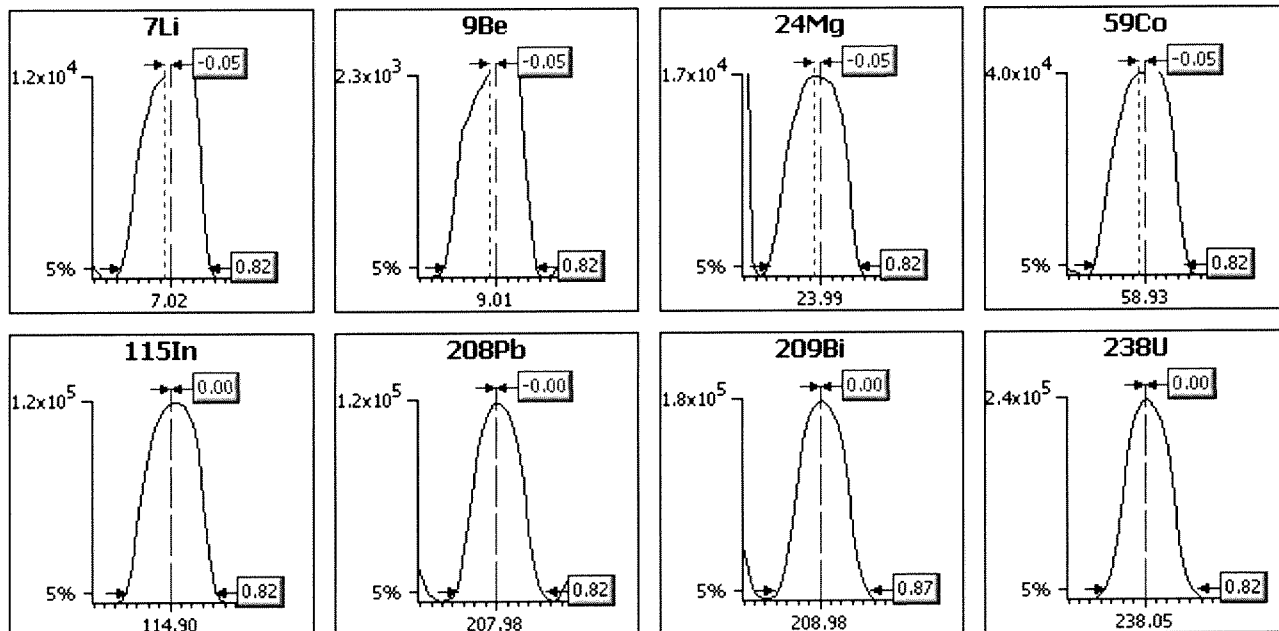 7Li
-0.05
1.2x10^4
5%
0.82
7.02
9Be
-0.05
2.3x10^3
5%
0.82
9.01
24Mg
-0.05
1.7x10^4
5%
0.82
23.99
59Co
-0.05
4.0x10^4
5%
0.82
58.93
115In
0.00
1.2x10^5
5%
0.82
114.90
208Pb
-0.00
1.2x10^5
5%
0.82
207.98
209Bi
0.00
1.8x10^5
5%
0.87
208.98
238U
0.00
2.4x10^5
5%
0.82
238.05